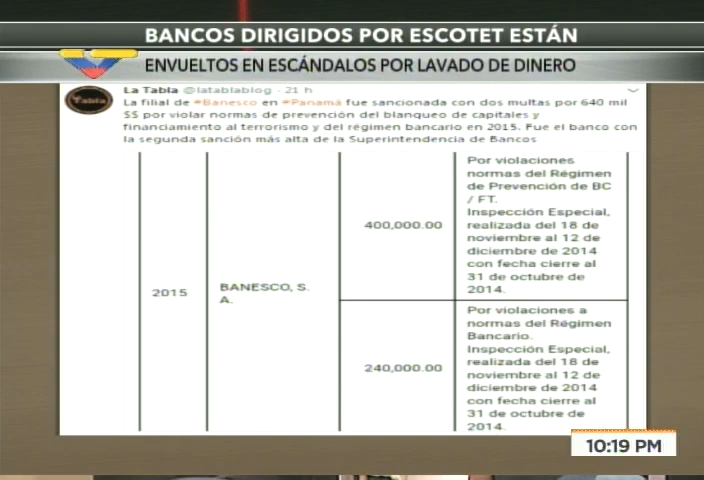 BANCOS DIRIGIDOS POR ESCOTET ESTÁN
ENVUELTOS EN ESCÁNDALOS POR LAVADO DE DINERO
La Tabla @latablablog · 21 h
La filial de #Banesco en #Panamá fue sancionada con dos multas por 640 mil
$$ por violar normas de prevención del blanqueo de capitales y
financiamiento al terrorismo y del régimen bancario en 2015. Fue el banco con
la segunda sanción más alta de la Superintendencia de Bancos
Tabla
2015
BANESCO, S.
A.
400,000.00
Por violaciones
normas del Régimen
de Prevención de BC
/ FT.
Inspección Especial,
realizada del 18 de
noviembre al 12 de
diciembre de 2014
con fecha cierre al
31 de octubre de
2014.
240,000.00
Por violaciones a
normas del Régimen
Bancario.
Inspección Especial,
realizada del 18 de
noviembre al 12 de
diciembre de 2014
con fecha cierre al
31 de octubre de
2014.
10:19 PM